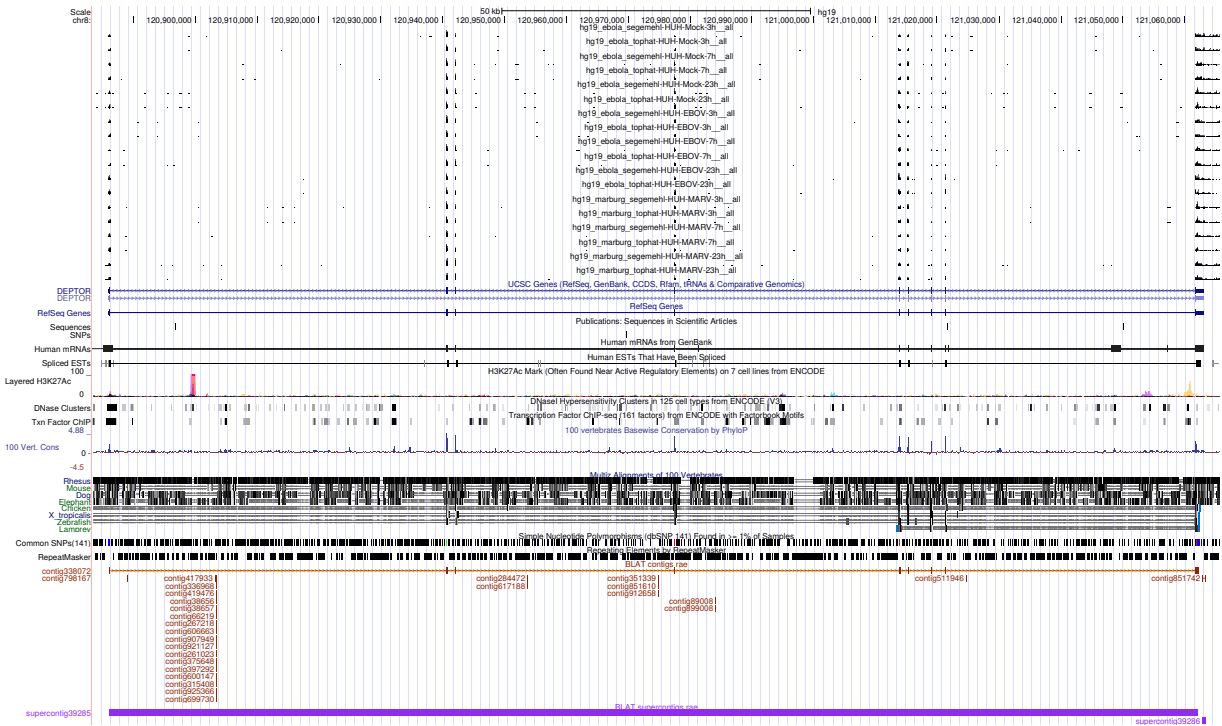 Scale 50 kb hg19
chr8: 120,900,000 120,910,000 120,920,000 120,930,000 120,940,000 120,950,000 120,960,000 120,970,000 120,980,000 120,990,000 121,000,000 121,010,000 121,020,000 121,030,000 121,040,000 121,050,000 121,060,000
hg19_ebola_segemehl-HUH-Mock-3h__all
hg19_ebola_tophat-HUH-Mock-3h__all
hg19_ebola_segemehl-HUH-Mock-7h__all
hg19_ebola_tophat-HUH-Mock-7h__all
hg19_ebola_segemehl-HUH-Mock-23h__all
hg19_ebola_tophat-HUH-Mock-23h__all
hg19_ebola_segemehl-HUH-EBOV-3h__all
hg19_ebola_tophat-HUH-EBOV-3h__all
hg19_ebola_segemehl-HUH-EBOV-7h__all
hg19_ebola_tophat-HUH-EBOV-7h__all
hg19_ebola_segemehl-HUH-EBOV-23h__all
hg19_ebola_tophat-HUH-EBOV-23h__all
hg19_marburg_segemehl-HUH-MARV-3h__all
hg19_marburg_tophat-HUH-MARV-3h__all
hg19_marburg_segemehl-HUH-MARV-7h__all
hg19_marburg_tophat-HUH-MARV-7h__all
hg19_marburg_segemehl-HUH-MARV-23h__all
hg19_marburg_tophat-HUH-MARV-23h__all
UCSC Genes (RefSeq, GenBank, CCDS, Rfam, tRNAs & Comparative Genomics)
DEPTOR
DEPTOR
RefSeq Genes
RefSeq Genes
Publications: Sequences in Scientific Articles
Sequences
SNPs
Human mRNAs from GenBank
Human mRNAs
Human ESTs That Have Been Spliced
Spliced ESTs
H3K27Ac Mark (Often Found Near Active Regulatory Elements) on 7 cell lines from ENCODE
100 _
Layered H3K27Ac
0 _
DNaseI Hypersensitivity Clusters in 125 cell types from ENCODE (V3)
DNase Clusters
Transcription Factor ChIP-seq (161 factors) from ENCODE with Factorbook Motifs
Txn Factor ChIP
100 vertebrates Basewise Conservation by PhyloP
4.88 _
100 Vert. Cons
0 -
-4.5
Multiz Alignments of 100 Vertebrates
Rhesus
Mouse
Dog
Elephant
Chicken
X_tropicalis
Zebrafish
Lamprey
Simple Nucleotide Polymorphisms (dbSNP 141) Found in >= 1% of Samples
Common SNPs(141)
Repeating Elements by RepeatMasker
RepeatMasker
BLAT contigs rae
contig338072
contig798167 contig417933 contig284472 contig351339 contig511946 contig851742
contig336968 contig617188 contig851610
contig419476 contig912658
contig38656 contig89008
contig38657 contig899008
contig66219
contig267218
contig606663
contig907949
contig921127
contig261023
contig375648
contig397292
contig600147
contig315408
contig925366
contig699730
BLAT supercontigs rae
supercontig39285
supercontig39286